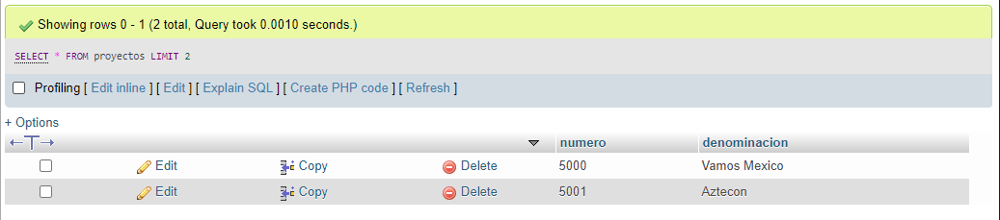 Showing rows 0 - 1 (2 total, Query took 0.0010 seconds.)
SELECT * FROM proyectos LIMIT 2
Profiling [ Edit inline ] [ Edit ] [ Explain SQL ] [ Create PHP code ] [ Refresh ]
+ Options
←T→ numero denominacion
Edit Copy Delete 5000 Vamos Mexico
Edit Copy Delete 5001 Aztecon